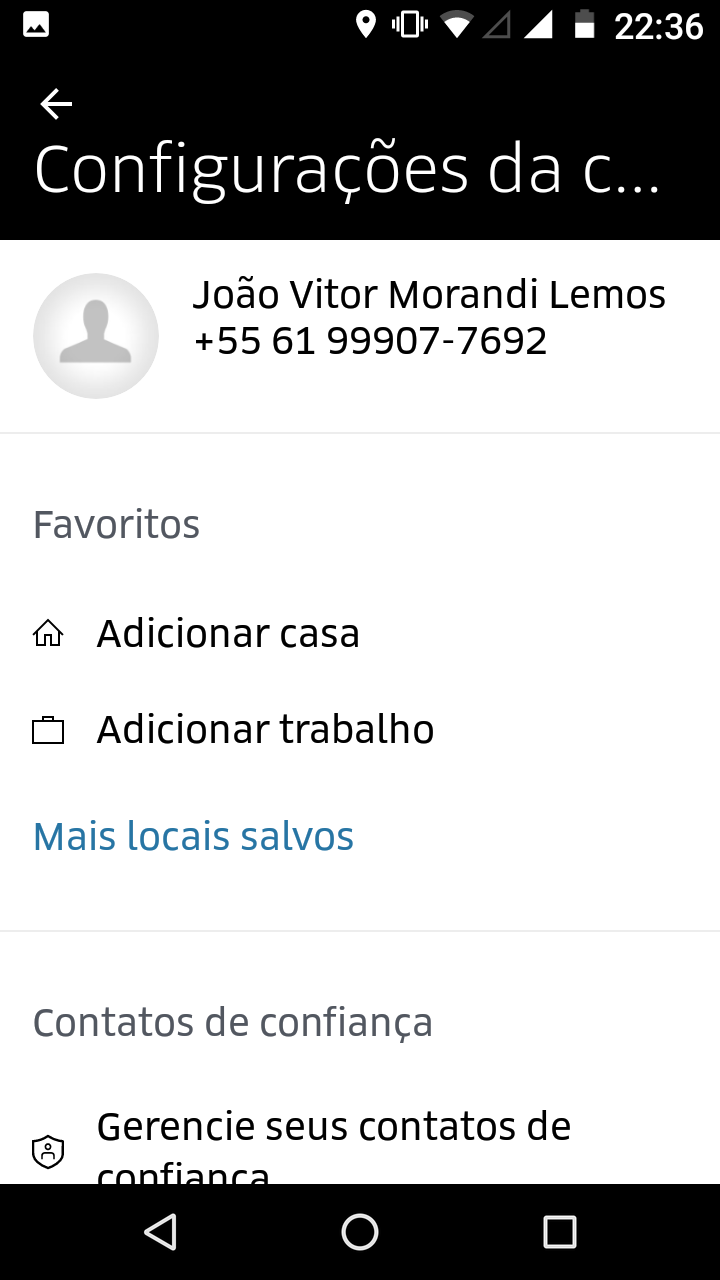 22:36
Configurações da c...
João Vitor Morandi Lemos
+55 61 99907-7692
Favoritos
Adicionar casa
Adicionar trabalho
Mais locais salvos
Contatos de confiança
Gerencie seus contatos de
confiança